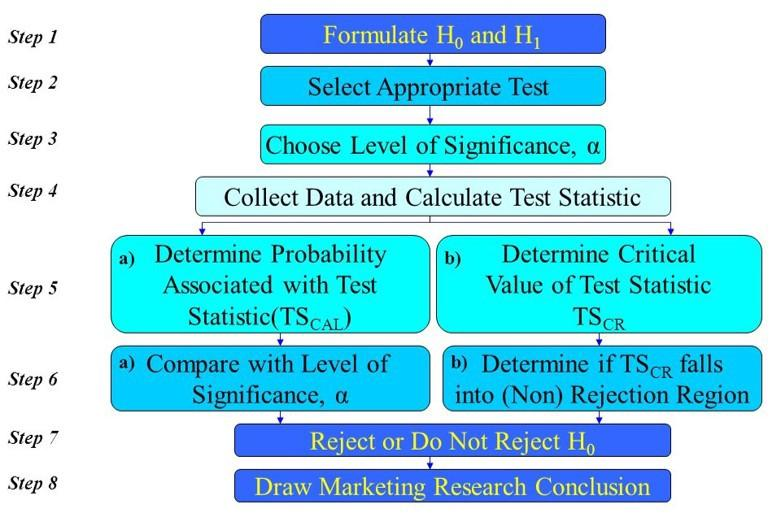 Step 1
Formulate H₀ and H₁
Step 2
Select Appropriate Test
Step 3
Choose Level of Significance, α
Step 4
Collect Data and Calculate Test Statistic
Step 5
a) Determine Probability
Associated with Test
Statistic(TS_CAL)
b) Determine Critical
Value of Test Statistic
TS_CR
Step 6
a) Compare with Level of
Significance, α
b) Determine if TS_CR falls
into (Non) Rejection Region
Step 7
Reject or Do Not Reject H₀
Step 8
Draw Marketing Research Conclusion